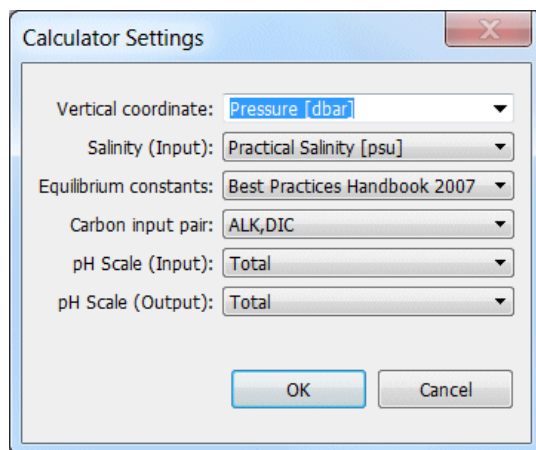 Calculator Settings
Vertical coordinate: Pressure [dbar]
Salinity (Input): Practical Salinity [psu]
Equilibrium constants: Best Practices Handbook 2007
Carbon input pair: ALK,DIC
pH Scale (Input): Total
pH Scale (Output): Total
OK Cancel